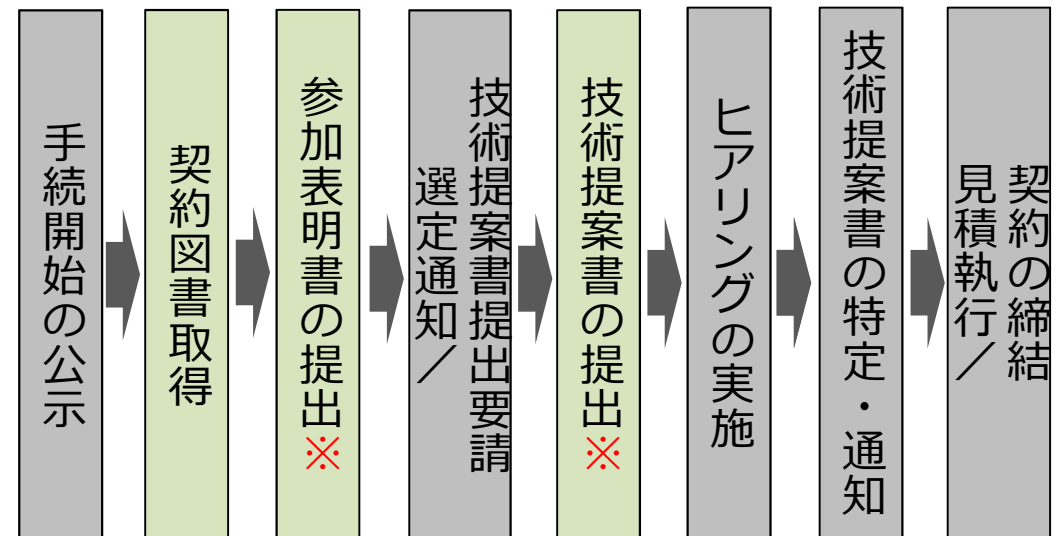 手続開始の公示
契約図書取得
参加表明書の提出※
選定通知／
技術提案書提出要請
技術提案書の提出※
ヒアリングの実施
技術提案書の特定・通知
見積執行／
契約の締結